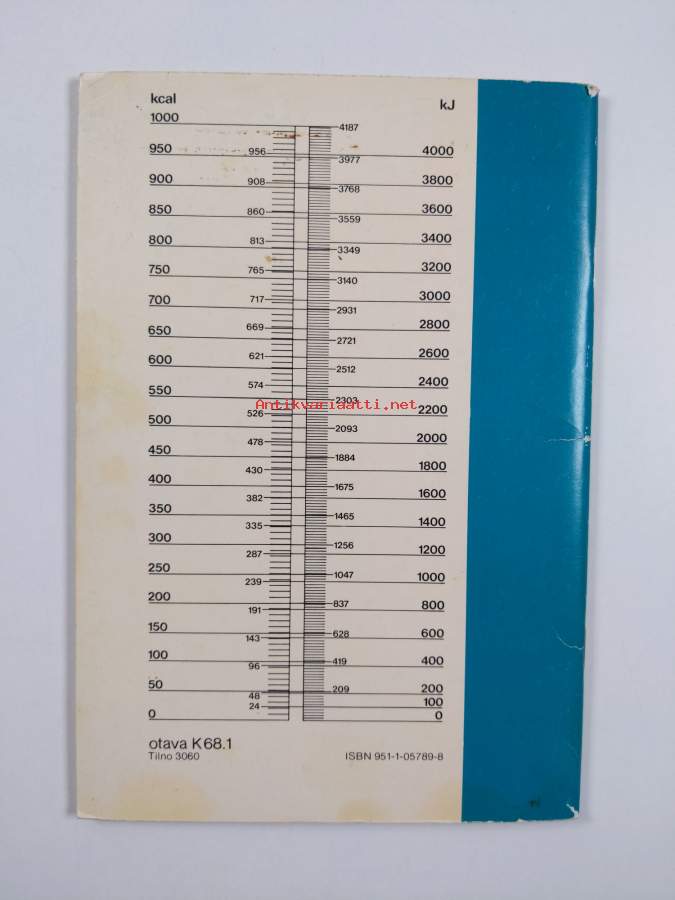 kcal kJ
1000 4187
950 956 3977 4000
900 908 3768 3800
850 860 3559 3600
800 813 3349 3400
750 765 3140 3200
700 717 2931 3000
650 669 2721 2800
600 621 2512 2600
550 574 2303 2400
Antikvariaatti.net
500 526 2093 2200
450 478 1884 2000
400 430 1675 1800
350 382 1465 1600
300 335 1256 1400
250 287 1047 1200
200 239 837 1000
150 191 628 800
100 143 419 600
50 96 209 400
48 200
24 100
0 0
otava K68.1
Tilno 3060 ISBN 951-1-05789-8